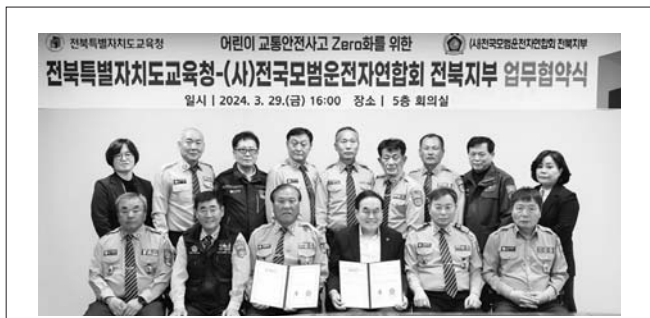 전북특별자치도교육청
어린이 교통안전사고 Zero화를 위한
(사)전국모범운전자연합회 전북지부
전북특별자치도교육청-(사)전국모범운전자연합회 전북지부 업무협약식
일시 | 2024. 3. 29.(금) 16:00 장소 | 5층 회의실